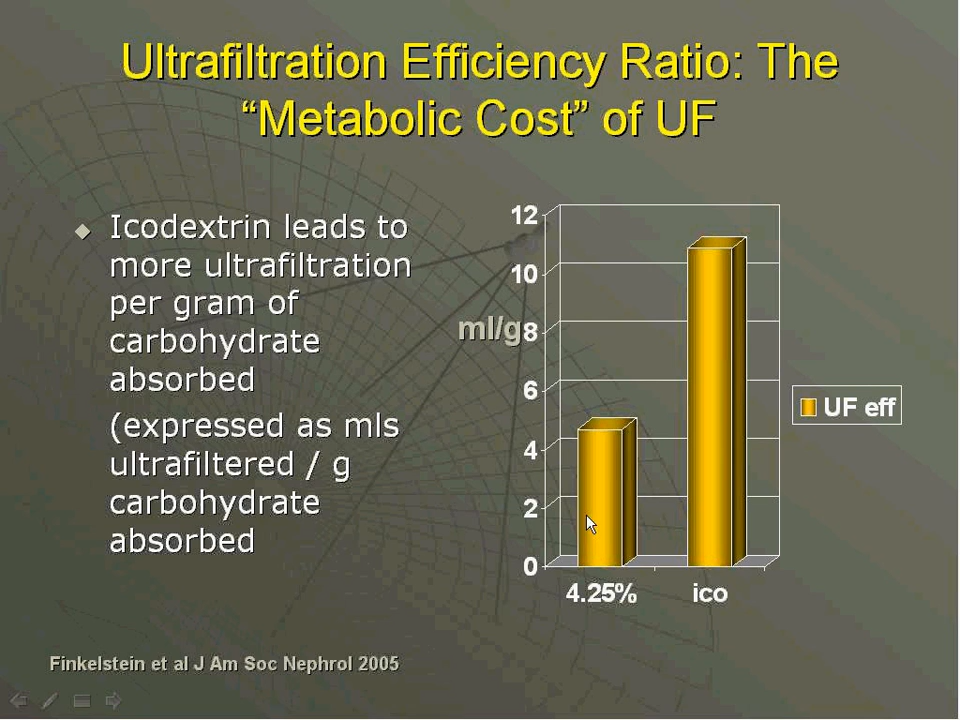 Ultrafiltration Efficiency Ratio: The
“Metabolic Cost” of UF
Icodextrin leads to
more ultrafiltration
per gram of
carbohydrate
absorbed
(expressed as mls
ultrafiltered / g
carbohydrate
absorbed
ml/g
12
10
8
6
4
2
0
4.25%
ico
UF eff
Finkelstein et al J Am Soc Nephrol 2005